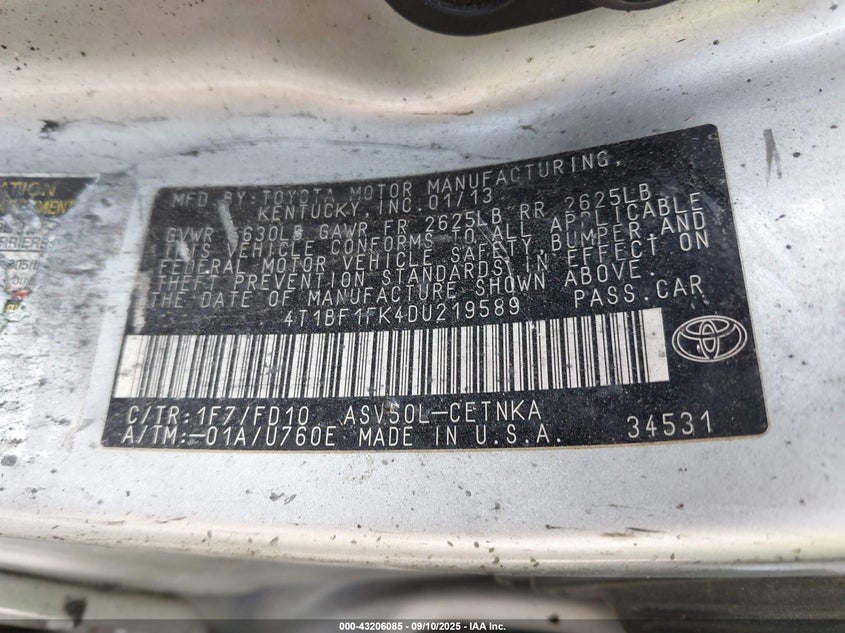 MFD BY: TOYOTA MOTOR MANUFACTURING,
KENTUCKY, INC. 01/13
GVWR 630LB GAWR FR 2625LB RR 2625LB
THIS VEHICLE CONFORMS TO ALL APPLICABLE
FEDERAL MOTOR VEHICLE SAFETY, BUMPER AND
THEFT PREVENTION STANDARDS IN EFFECT ON
THE DATE OF MANUFACTURE SHOWN ABOVE.
4T1BF1FK4DU219589 PASS.CAR
C/TR:1F7/FD10 ASV50L-CETNKA
A/TM:-01A/U760E MADE IN U.S.A. 34531
000-43206085 - 09/10/2025 - IAA Inc.